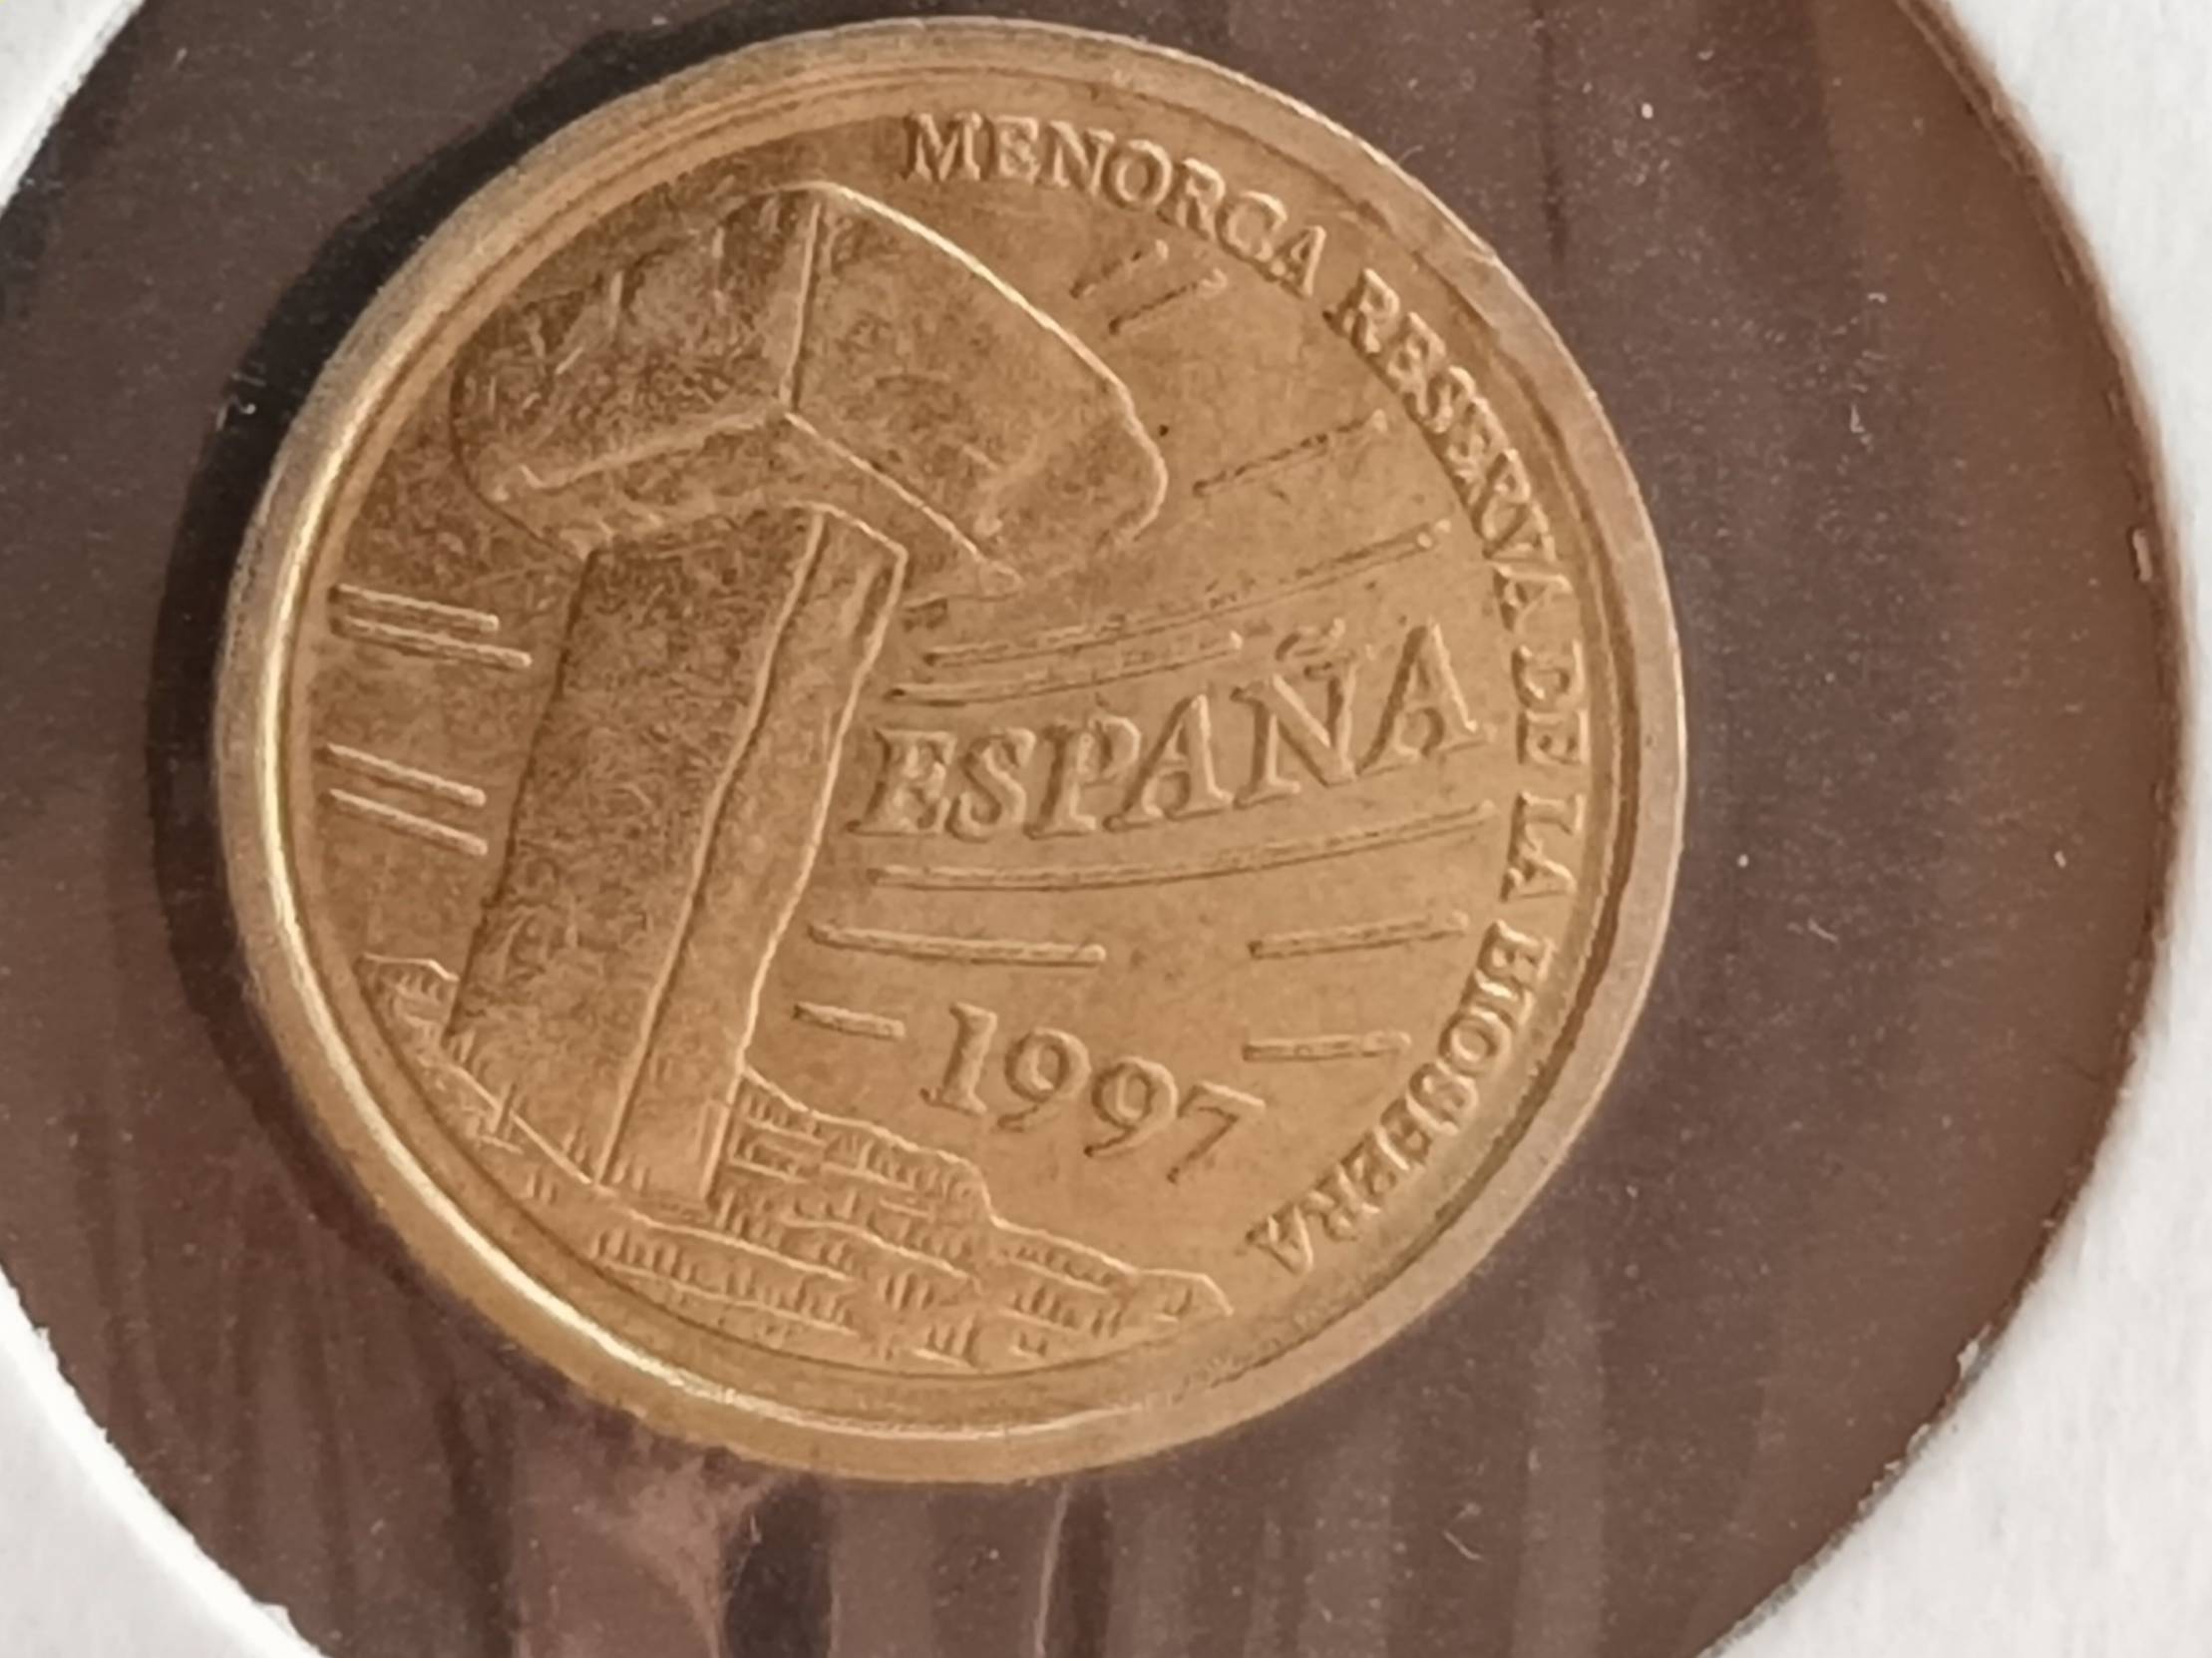 MENORCA RESERVA DE LA BIOSFERA
ESPAÑA
1997